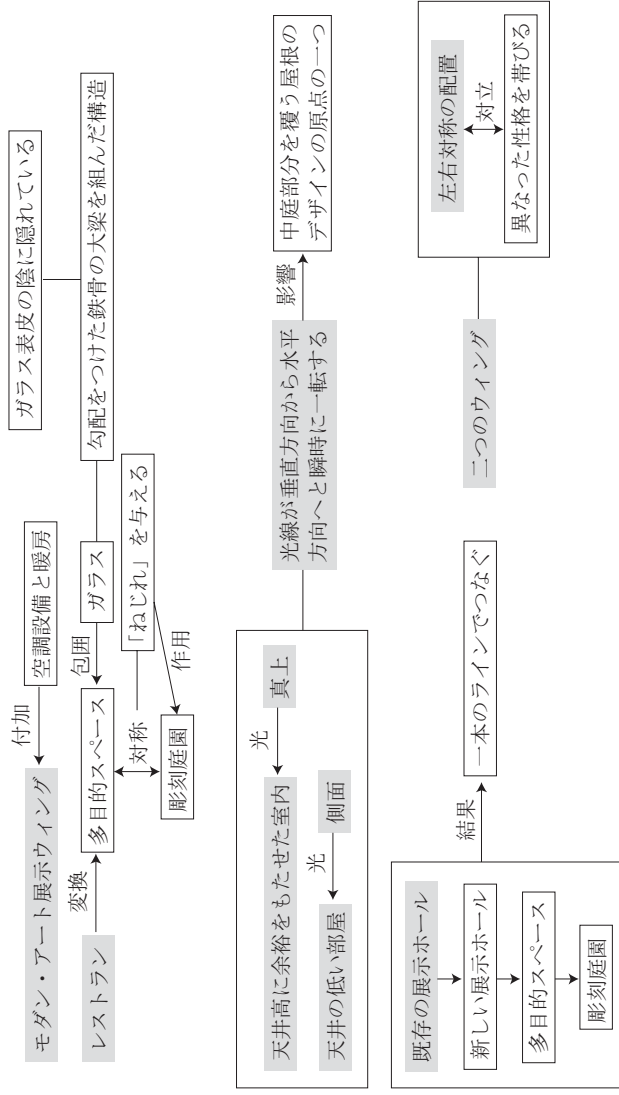 ガラス表皮の陰に隠れている
モダン・アート展示ウィング
付加
空調設備と暖房
レストラン
変換
多目的スペース
包囲
ガラス
勾配をつけた鉄骨の大梁を組んだ構造
対称
「ねじれ」を与える
作用
彫刻庭園
天井高に余裕をもたせた室内
光
真上
天井の低い部屋
光
側面
光線が垂直方向から水平
方向へと瞬時に一転する
影響
中庭部分を覆う屋根の
デザインの原点の一つ
既存の展示ホール
新しい展示ホール
多目的スペース
彫刻庭園
結果
一本のラインでつなぐ
二つのウィング
左右対称の配置
対立
異なった性格を帯びる